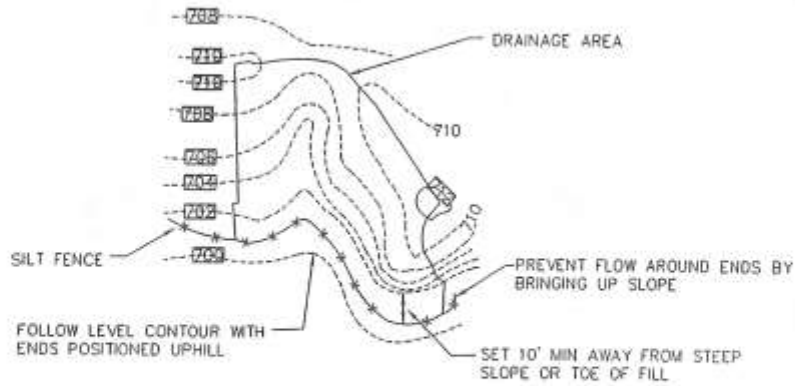 708
DRAINAGE AREA
710
710
708
710
706
704
702
710
SILT FENCE
700
PREVENT FLOW AROUND ENDS BY
BRINGING UP SLOPE
FOLLOW LEVEL CONTOUR WITH
ENDS POSITIONED UPHILL
SET 10' MIN AWAY FROM STEEP
SLOPE OR TOE OF FILL